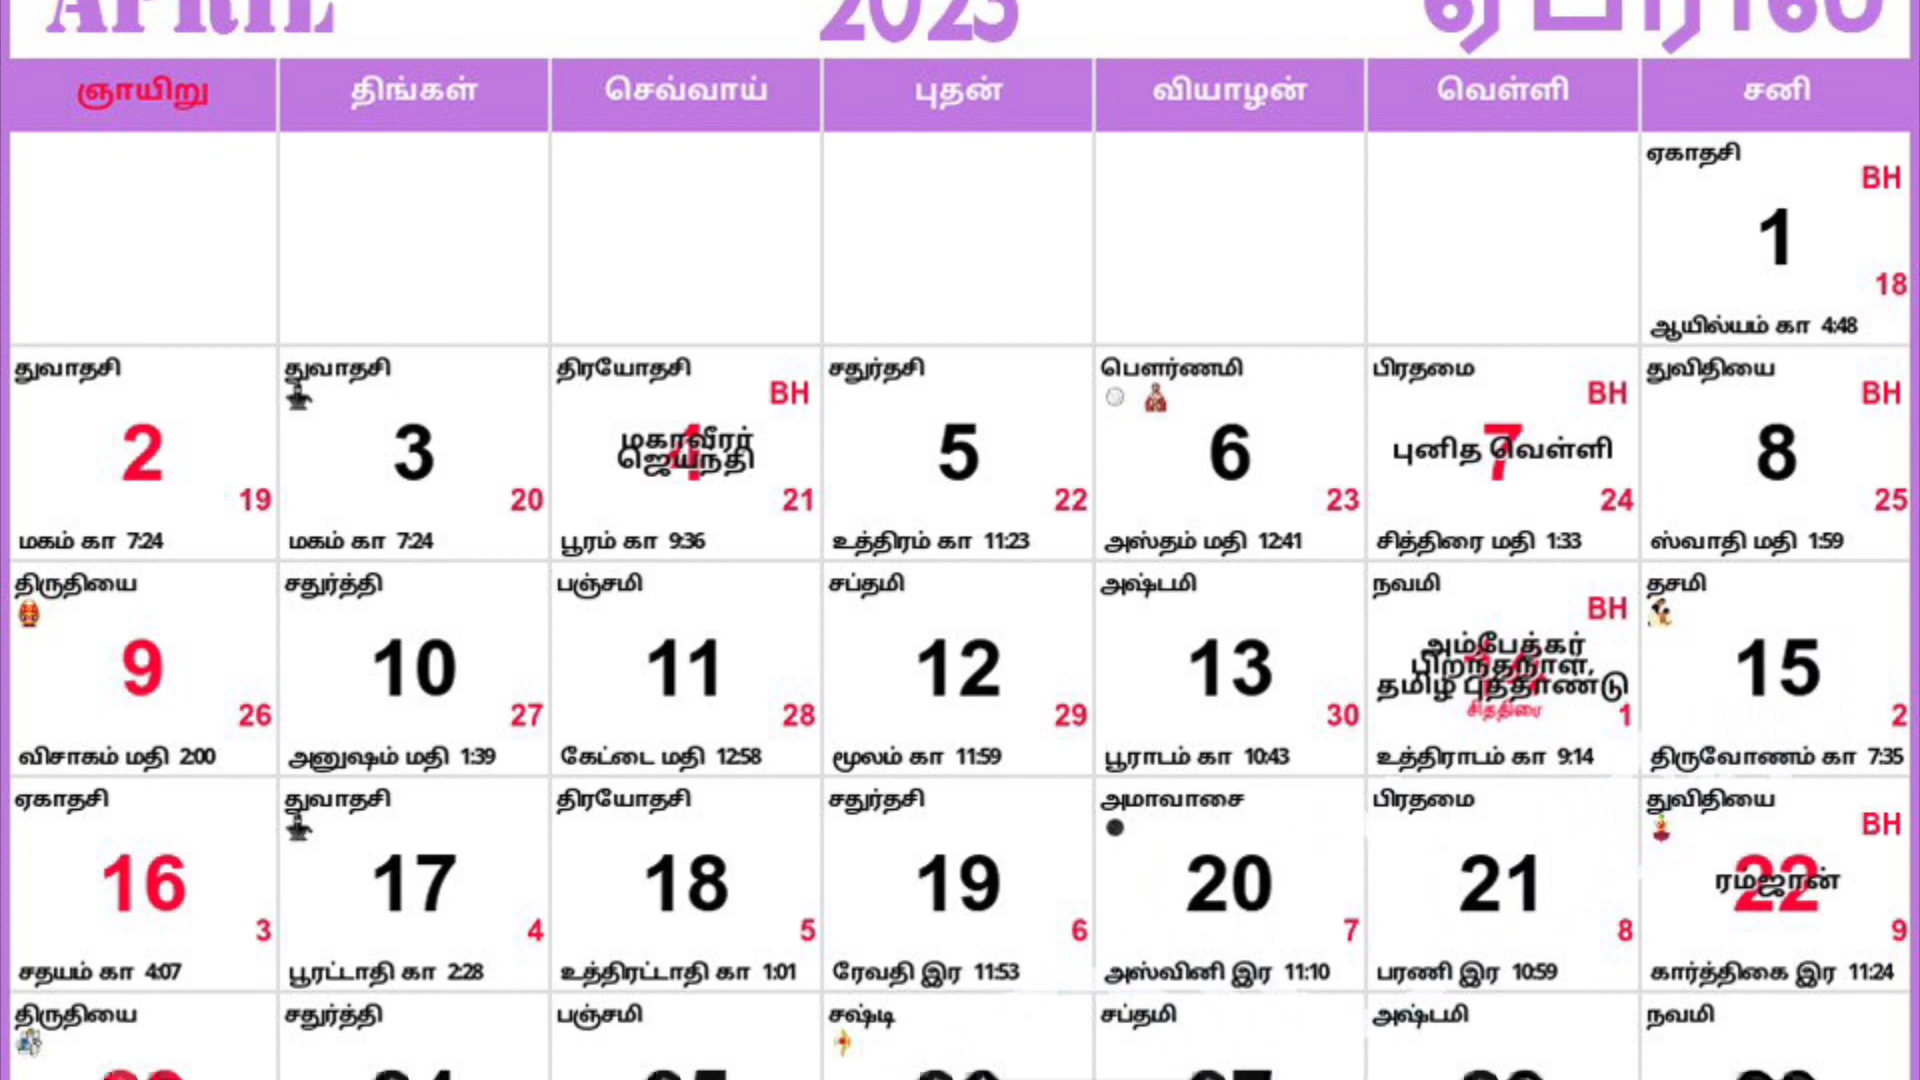 APRIL 2023 ஏப்ரல்
ஞாயிறு திங்கள் செவ்வாய் புதன் வியாழன் வெள்ளி சனி
ஏகாதசி
BH
1
18
ஆயில்யம் கா 4:48
துவாதசி
2
19
மகம் கா 7:24
துவாதசி
3
20
மகம் கா 7:24
திரயோதசி
BH
மகாவீரர்
ஜெயந்தி
4
21
பூரம் கா 9:36
சதுர்தசி
5
22
உத்திரம் கா 11:23
பௌர்ணமி
6
23
அஸ்தம் மதி 12:41
பிரதமை
BH
புனித வெள்ளி
7
24
சித்திரை மதி 1:33
துவிதியை
BH
8
25
ஸ்வாதி மதி 1:59
திருதியை
9
26
விசாகம் மதி 2:00
சதுர்த்தி
10
27
அனுஷம் மதி 1:39
பஞ்சமி
11
28
கேட்டை மதி 12:58
சப்தமி
12
29
மூலம் கா 11:59
அஷ்டமி
13
30
பூராடம் கா 10:43
நவமி
BH
அம்பேத்கர்
பிறந்தநாள்,
தமிழ் புத்தாண்டு
14
சித்திரை
1
உத்திராடம் கா 9:14
தசமி
15
2
திருவோணம் கா 7:35
ஏகாதசி
16
3
சதயம் கா 4:07
துவாதசி
17
4
பூரட்டாதி கா 2:28
திரயோதசி
18
5
உத்திரட்டாதி கா 1:01
சதுர்தசி
19
6
ரேவதி இர 11:53
அமாவாசை
20
7
அஸ்வினி இர 11:10
பிரதமை
21
8
பரணி இர 10:59
துவிதியை
BH
ரம்ஜான்
22
9
கார்த்திகை இர 11:24
திருதியை
சதுர்த்தி
பஞ்சமி
சஷ்டி
சப்தமி
அஷ்டமி
நவமி